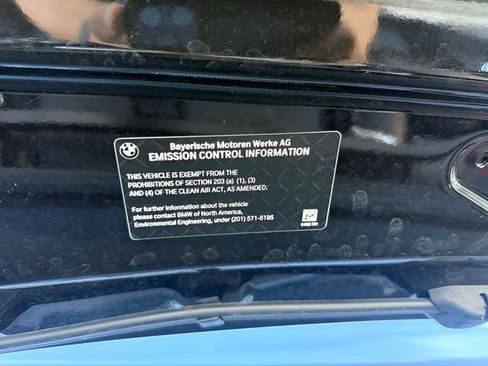 Bayerische Motoren Werke AG
EMISSION CONTROL INFORMATION
THIS VEHICLE IS EXEMPT FROM THE
PROHIBITIONS OF SECTION 203 (a) (1), (3)
AND (4) OF THE CLEAN AIR ACT, AS AMENDED.
For further information about the vehicle
please contact BMW of North America,
Environmental Engineering, under (201) 571-5195